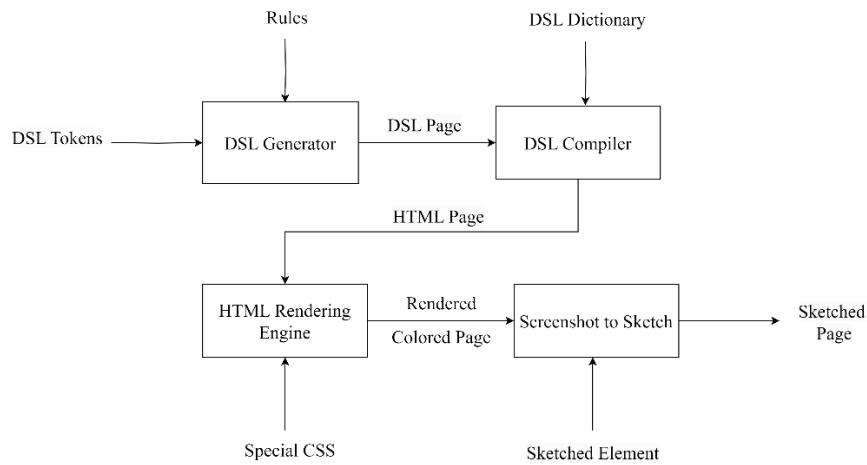 Rules
DSL Dictionary
DSL Tokens
DSL Generator
DSL Page
DSL Compiler
HTML Page
HTML Rendering
Engine
Rendered
Colored Page
Screenshot to Sketch
Sketched
Page
Special CSS
Sketched Element